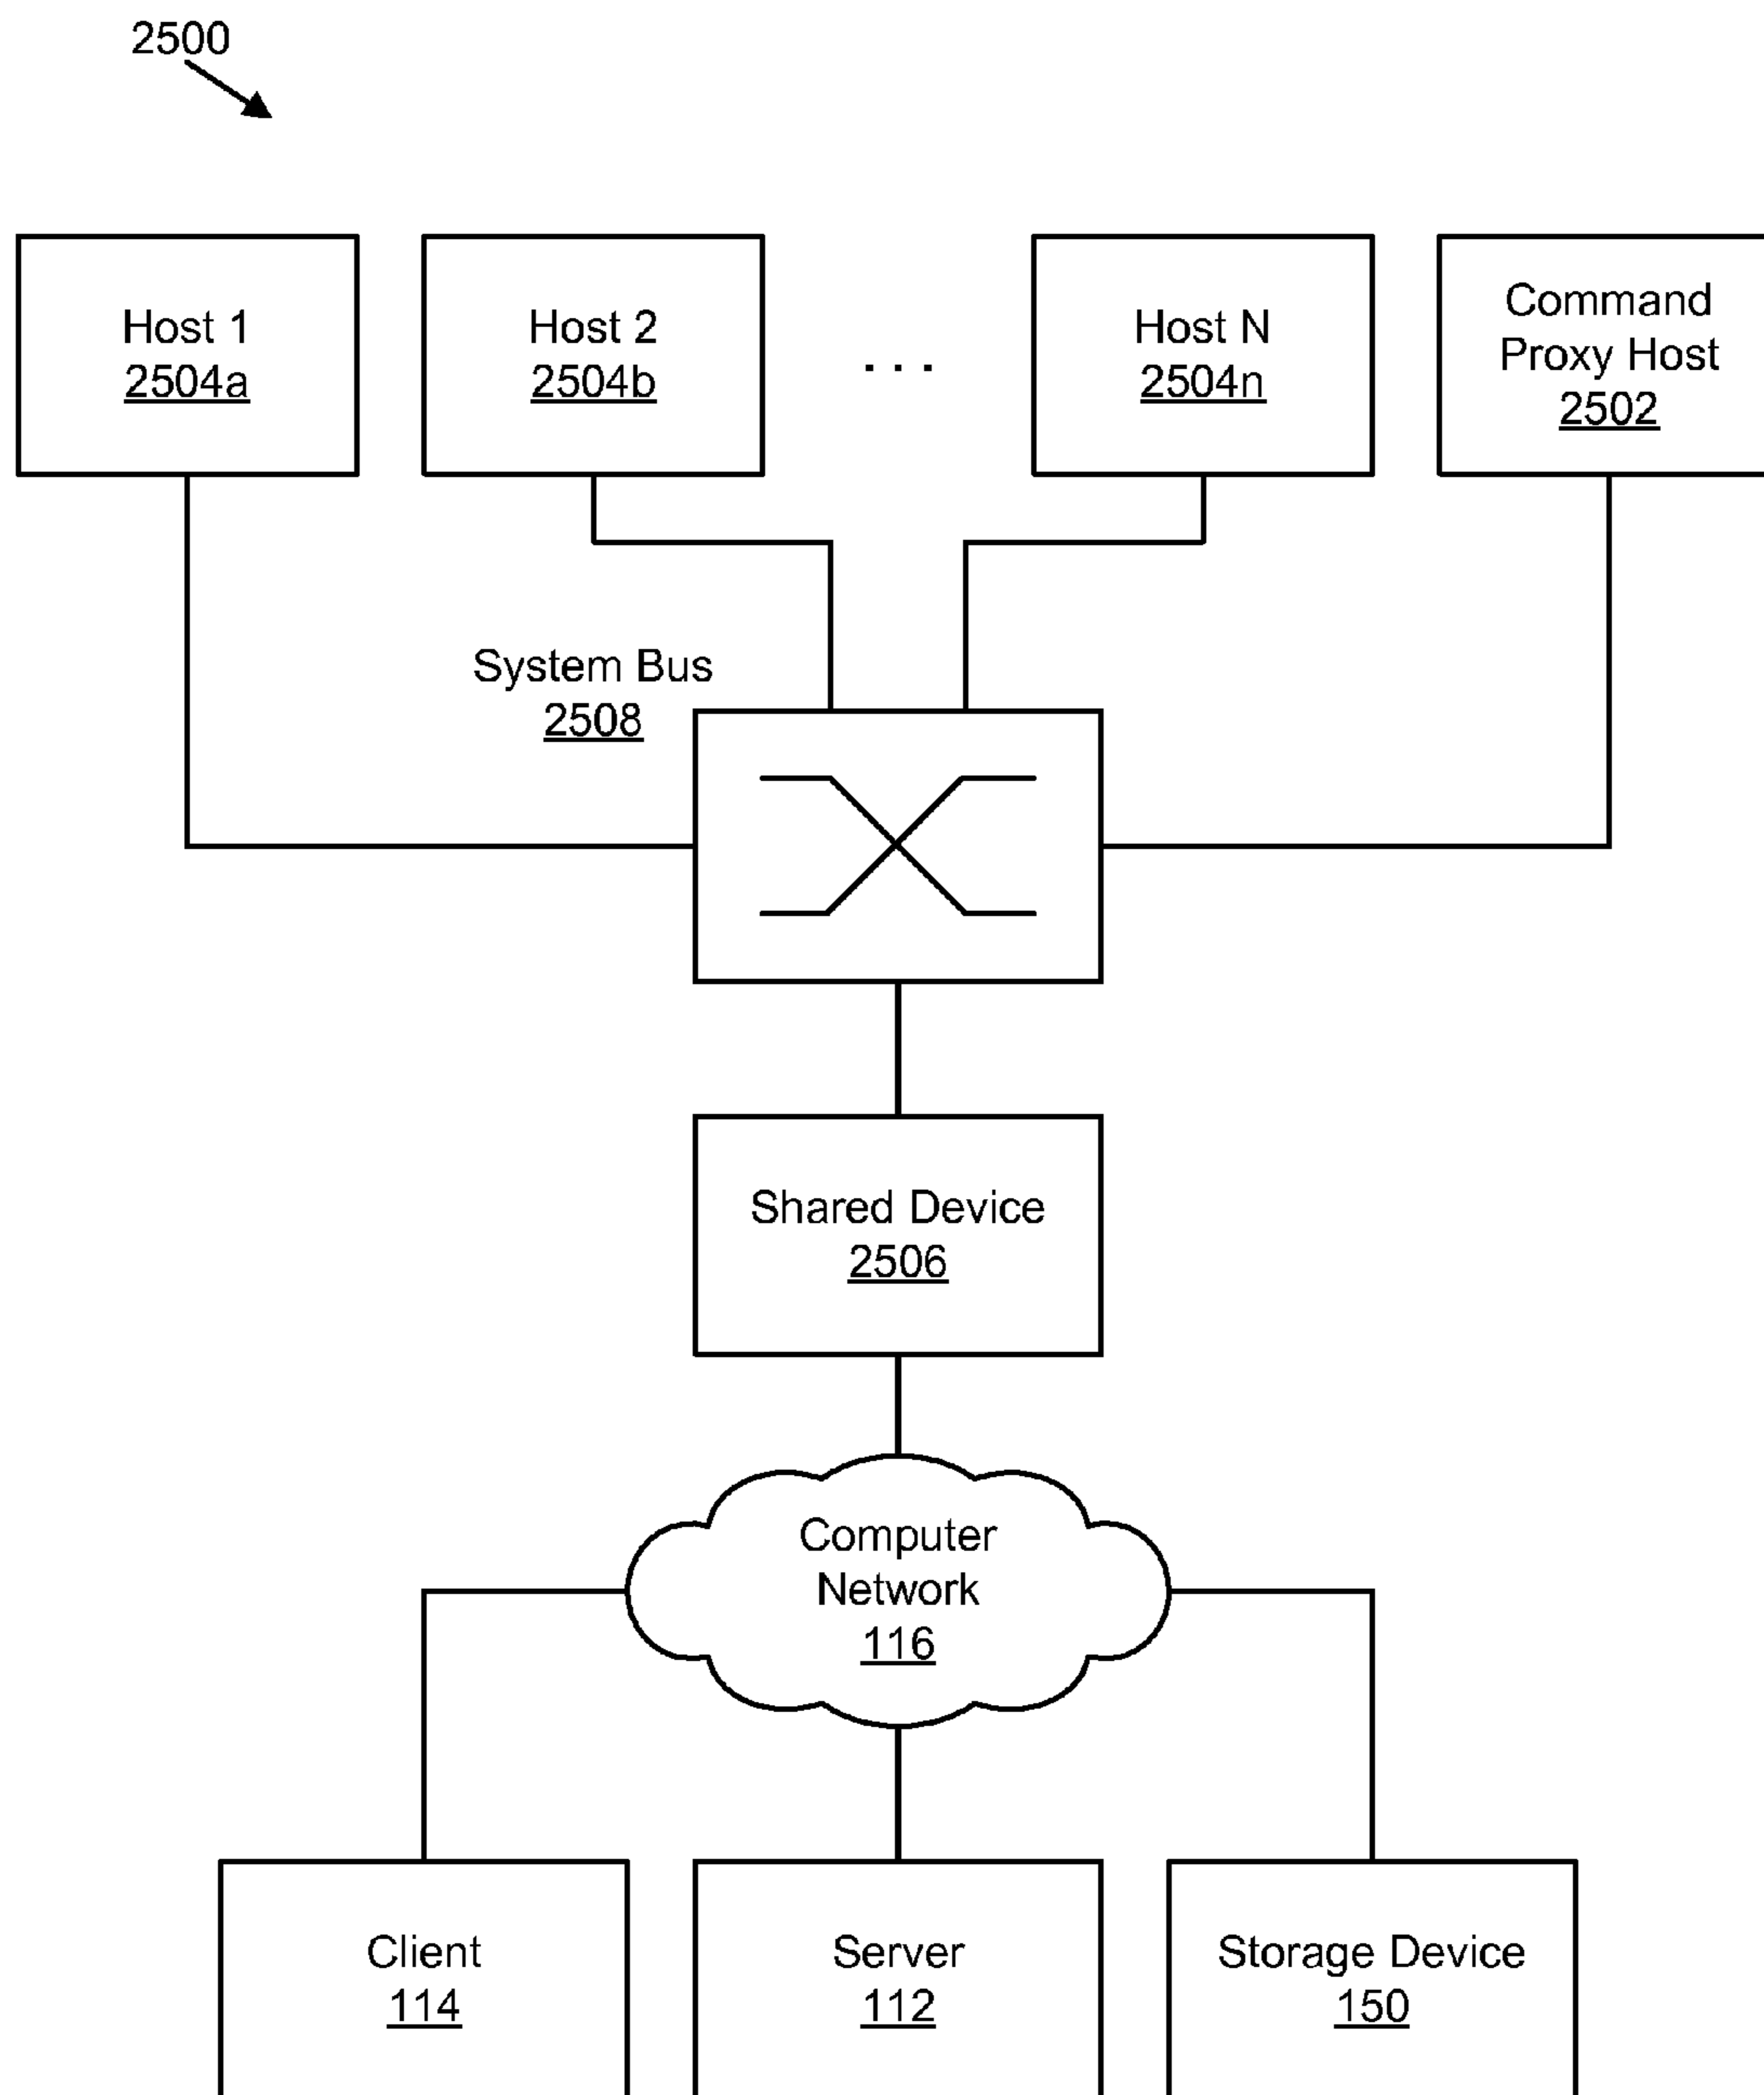 2500
Host 1
2504a
Host 2
2504b
. . .
Host N
2504n
Command
Proxy Host
2502
System Bus
2508
Shared Device
2506
Computer
Network
116
Client
114
Server
112
Storage Device
150